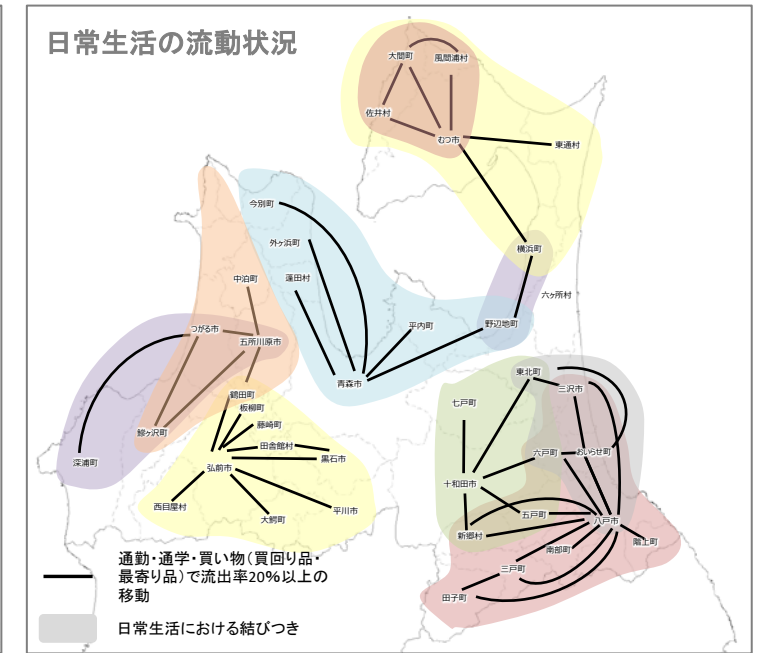 日常生活の流動状況
大間町
風間浦村
佐井村
むつ市
東通村
今別町
外ヶ浜町
横浜町
蓬田村
中泊町
六ヶ所村
つがる市
五所川原市
平内町
野辺地町
青森市
東北町
三沢市
鶴田町
板柳町
七戸町
藤崎町
鰺ヶ沢町
田舎館村
六戸町
おいらせ町
深浦町
弘前市
黒石市
十和田市
西目屋村
平川市
大鰐町
五戸町
八戸市
新郷村
南部町
階上町
三戸町
田子町
通勤・通学・買い物(買回り品・
最寄り品)で流出率20%以上の
移動
日常生活における結びつき